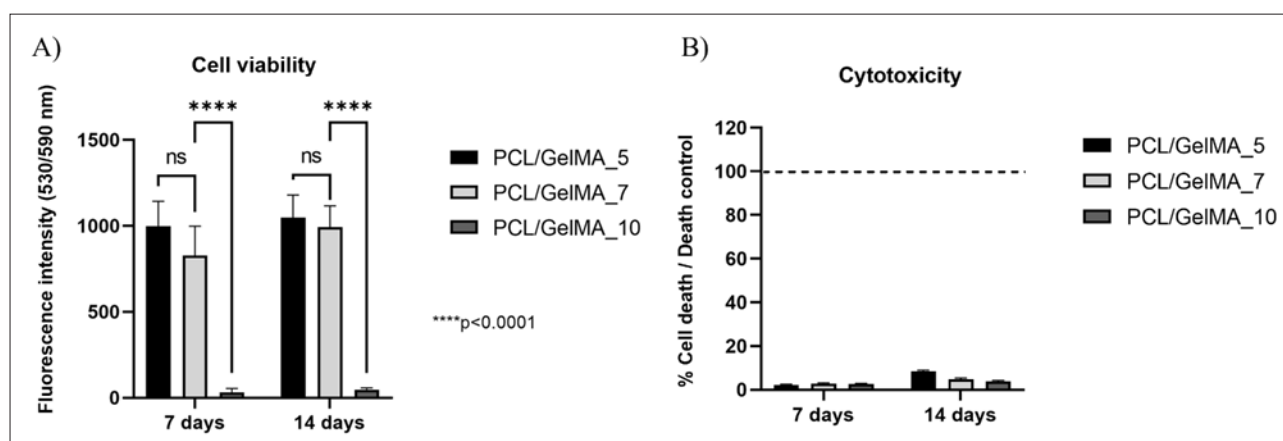 A)
Cell viability
Fluorescence intensity (530/590 nm)
1500
1000
500
0
ns
****
ns
****
7 days
14 days
PCL/GelMA_5
PCL/GelMA_7
PCL/GelMA_10
****p<0.0001
B)
Cytotoxicity
% Cell death / Death control
120
100
80
60
40
20
0
7 days
14 days
PCL/GelMA_5
PCL/GelMA_7
PCL/GelMA_10